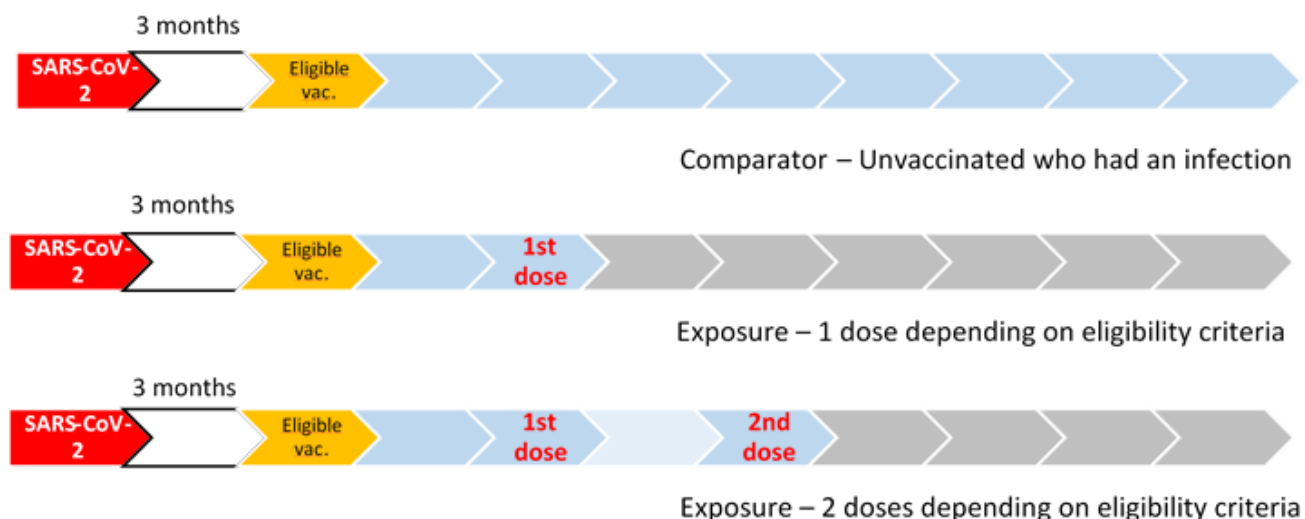 3 months
SARS-CoV-
2
Eligible
vac.
Comparator – Unvaccinated who had an infection
3 months
SARS-CoV-
2
Eligible
vac.
1st
dose
Exposure – 1 dose depending on eligibility criteria
3 months
SARS-CoV-
2
Eligible
vac.
1st
dose
2nd
dose
Exposure – 2 doses depending on eligibility criteria